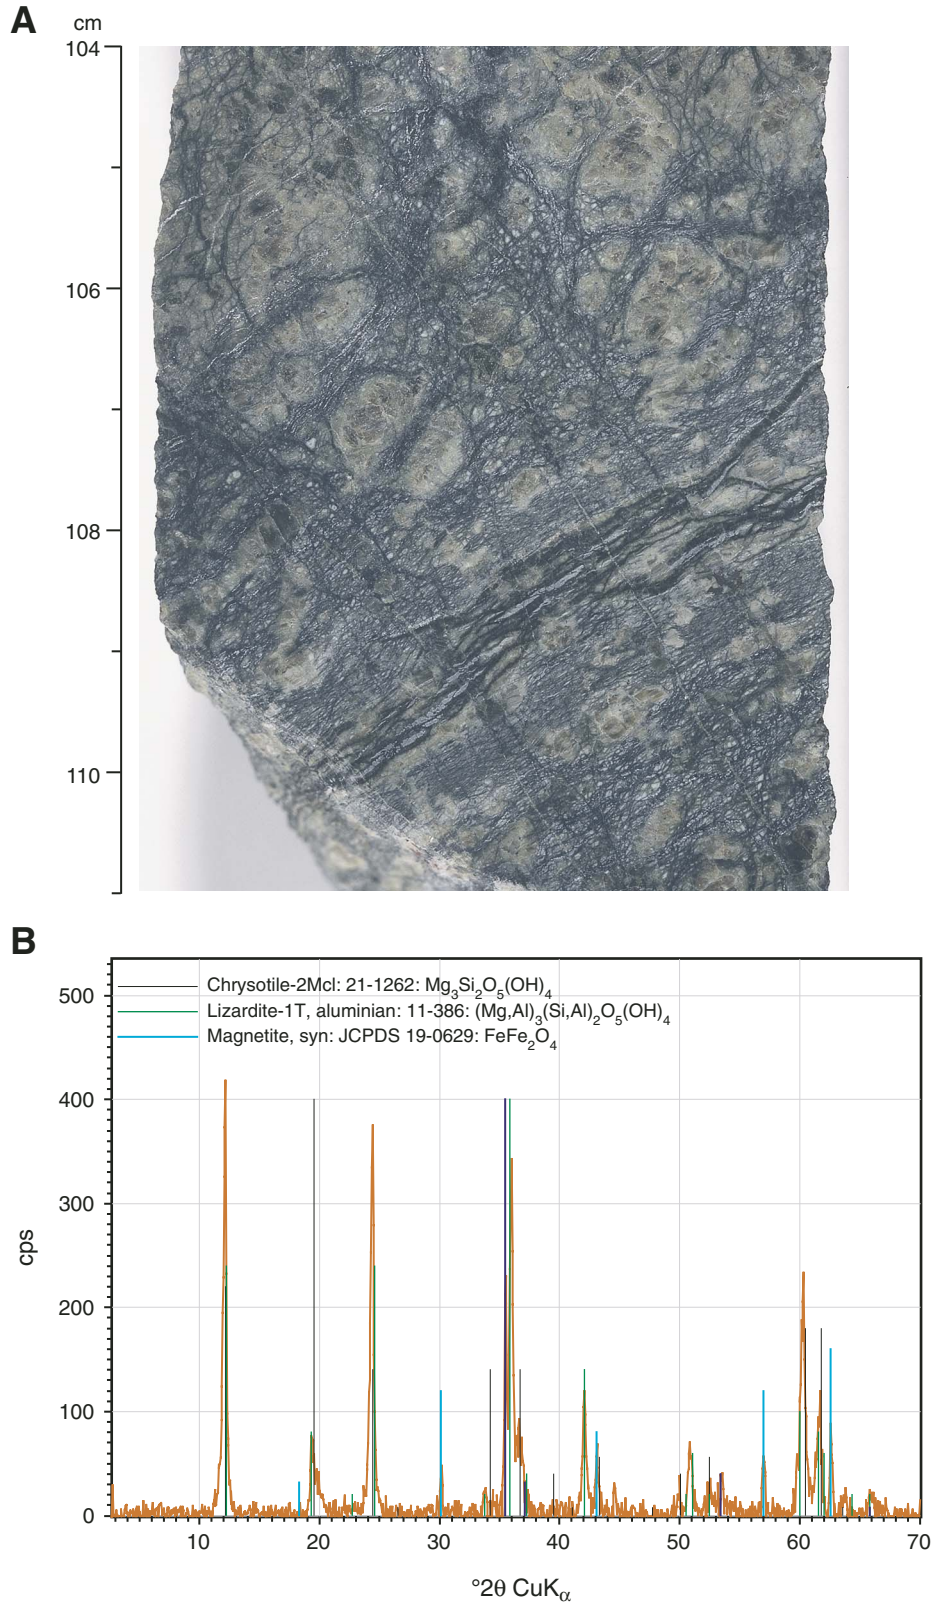 A
cm
104
106
108
110
B
Chrysotile-2Mcl: 21-1262: Mg3Si2O5(OH)4
Lizardite-1T, aluminian: 11-386: (Mg,Al)3(Si,Al)2O5(OH)4
Magnetite, syn: JCPDS 19-0629: FeFe2O4
500
400
300
200
100
0
cps
10 20 30 40 50 60 70
°2θ CuKα